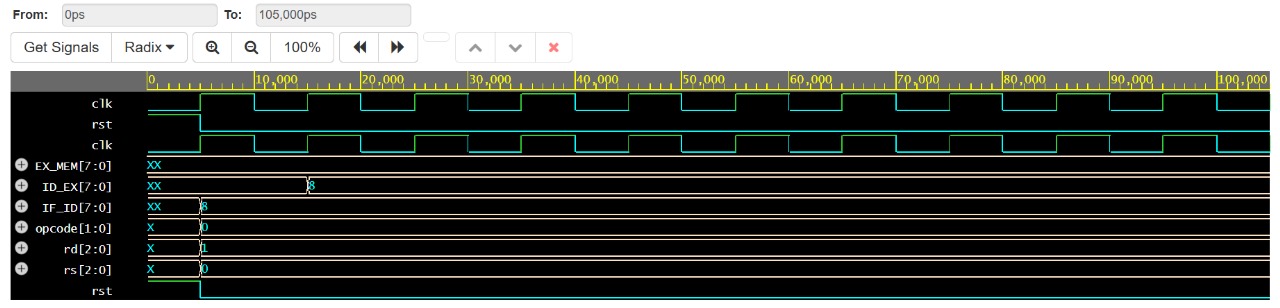 From: 0ps To: 105,000ps
Get Signals Radix 100%
0 10,000 20,000 30,000 40,000 50,000 60,000 70,000 80,000 90,000 100,000
clk
rst
clk
EX_MEM[7:0] XX
ID_EX[7:0] XX 8
IF_ID[7:0] XX 8
opcode[1:0] X 0
rd[2:0] X 1
rs[2:0] X 0
rst